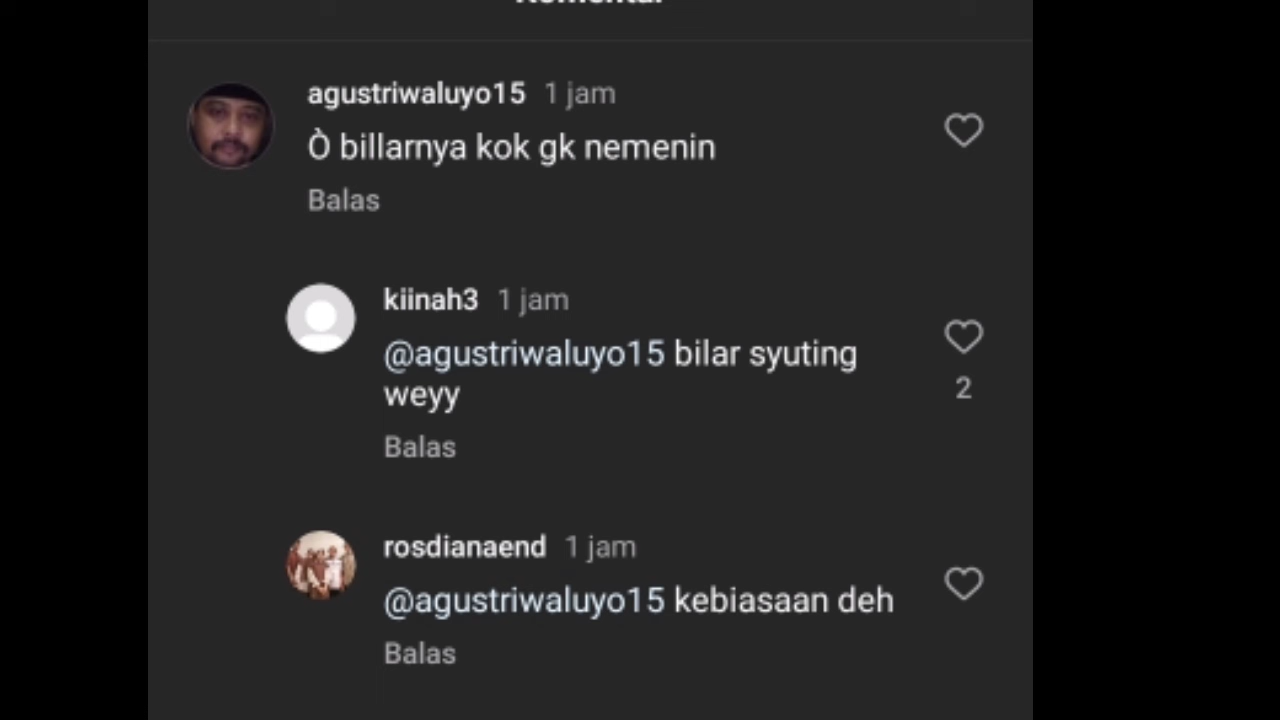 Komentar
agustriwaluyo15 1 jam
Ò billarnya kok gk nemenin
Balas
kiinah3 1 jam
@agustriwaluyo15 bilar syuting
weyy
2
Balas
rosdianaend 1 jam
@agustriwaluyo15 kebiasaan deh
Balas